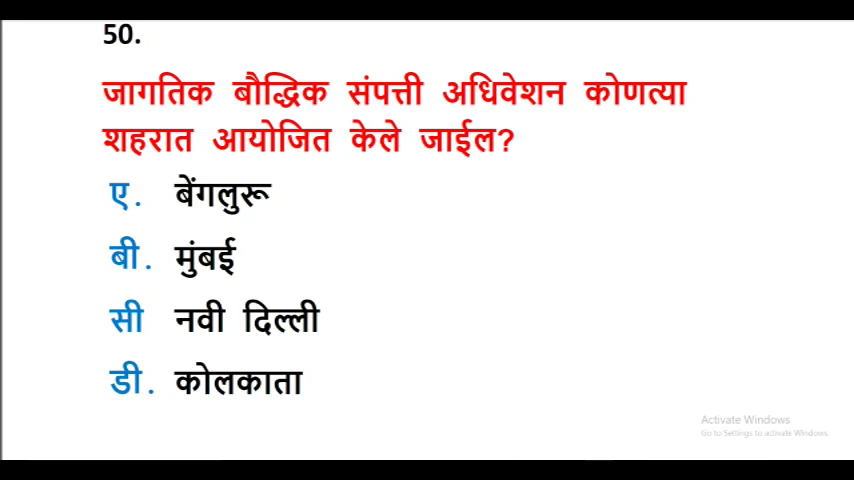 50.
जागतिक बौद्धिक संपत्ती अधिवेशन कोणत्या
शहरात आयोजित केले जाईल?
ए. बेंगलुरू
बी. मुंबई
सी नवी दिल्ली
डी. कोलकाता
Activate Windows
Go to Settings to activate Windows.